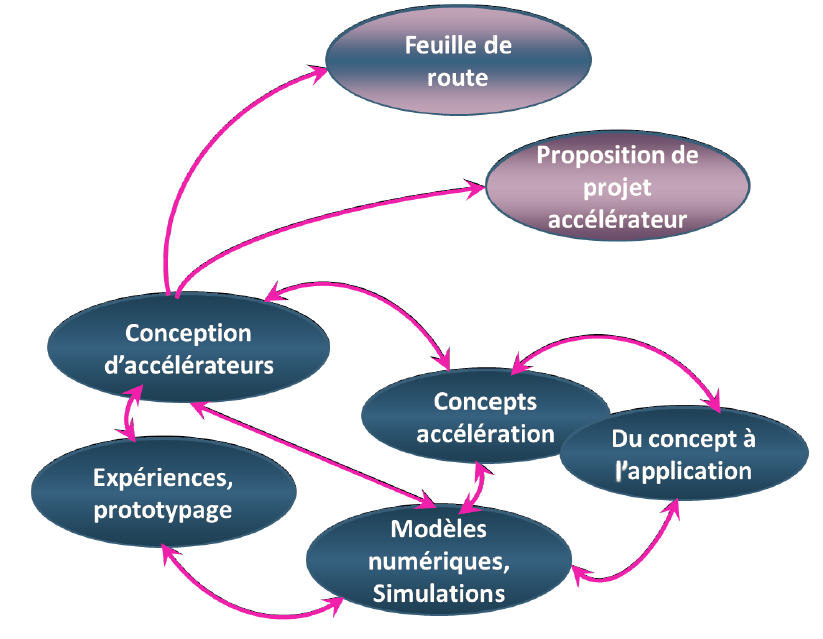 Feuille de
route
Proposition de
projet
accélérateur
Conception
d’accélérateurs
Concepts
accélération
Du concept à
l’application
Expériences,
prototypage
Modèles
numériques,
Simulations